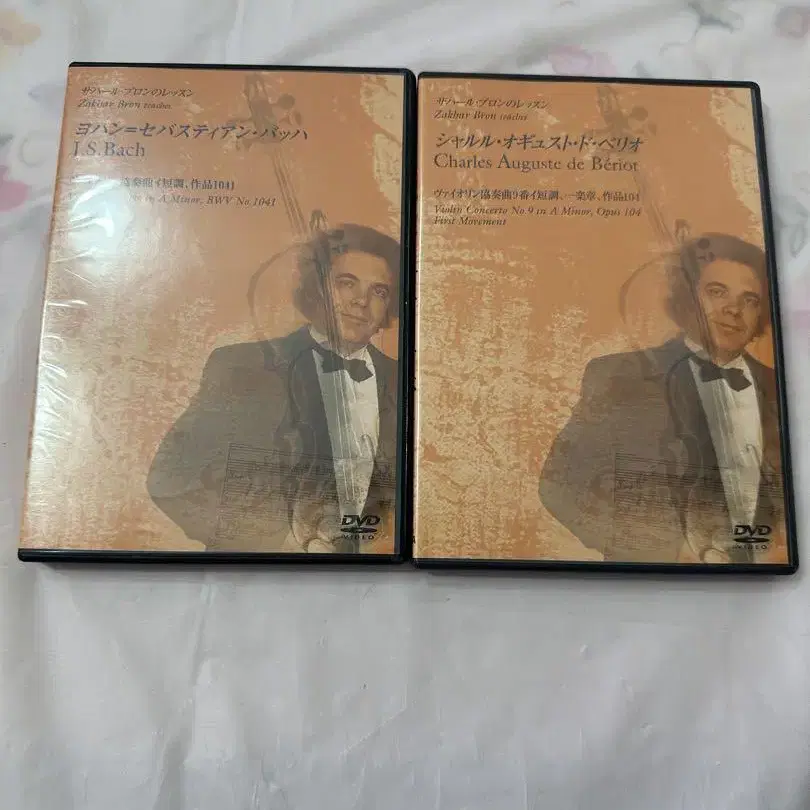 ザハール・ブロンのレッスン
Zakhar Bron teaches
ヨハン=セバスティアン・バッハ
J.S.Bach
協奏曲イ短調、作品1041
in A Minor, BWV No.1041
DVD
VIDEO
ザハール・ブロンのレッスン
Zakhar Bron teaches
シャルル・オギュスト・ド・ベリオ
Charles Auguste de Bériot
ヴァイオリン協奏曲9番イ短調、一楽章、作品104
Violin Concerto No.9 in A Minor, Opus 104
First Movement
DVD
VIDEO